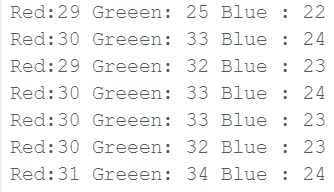 Red:29 Greeen: 25 Blue : 22
Red:30 Greeen: 33 Blue : 24
Red:29 Greeen: 32 Blue : 23
Red:30 Greeen: 33 Blue : 24
Red:30 Greeen: 33 Blue : 23
Red:30 Greeen: 32 Blue : 23
Red:31 Greeen: 34 Blue : 24